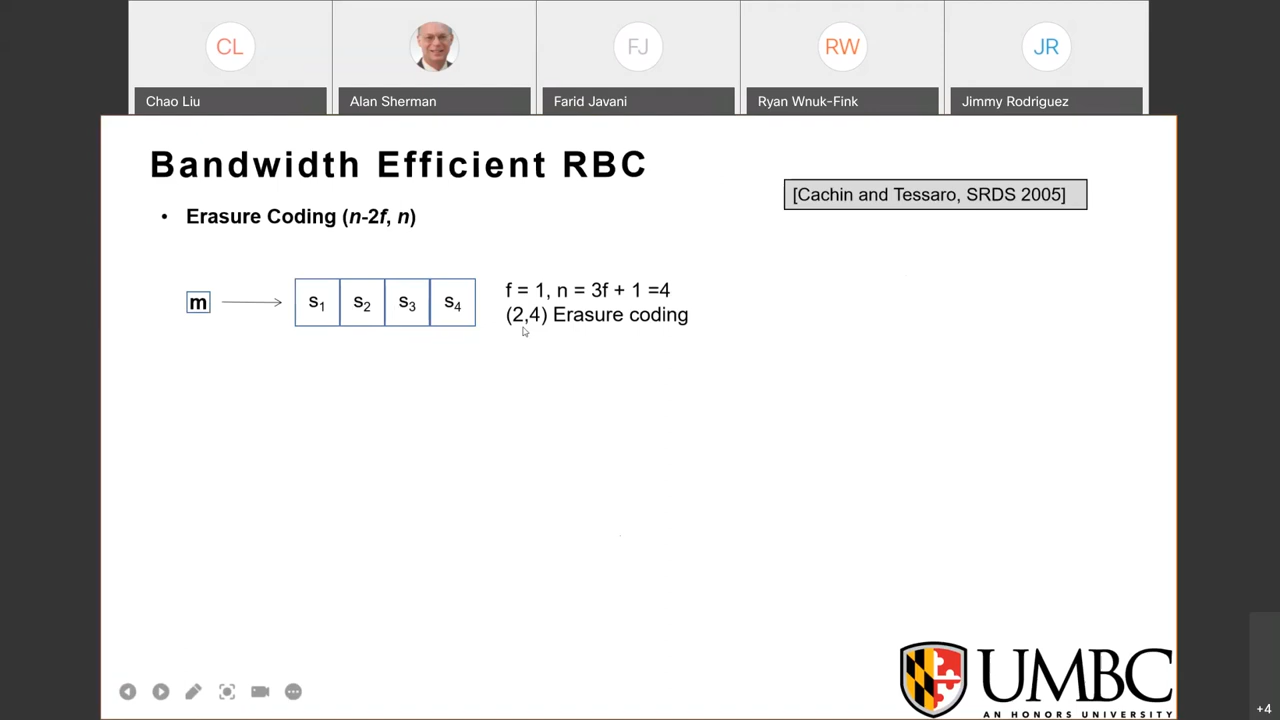 CL
FJ
RW
JR
Chao Liu
Alan Sherman
Farid Javani
Ryan Wnuk-Fink
Jimmy Rodriguez
Bandwidth Efficient RBC
[Cachin and Tessaro, SRDS 2005]
• Erasure Coding (n-2f, n)
m
s1 s2 s3 s4
f = 1, n = 3f + 1 =4
(2,4) Erasure coding
UMBC
AN HONORS UNIVERSITY
+4